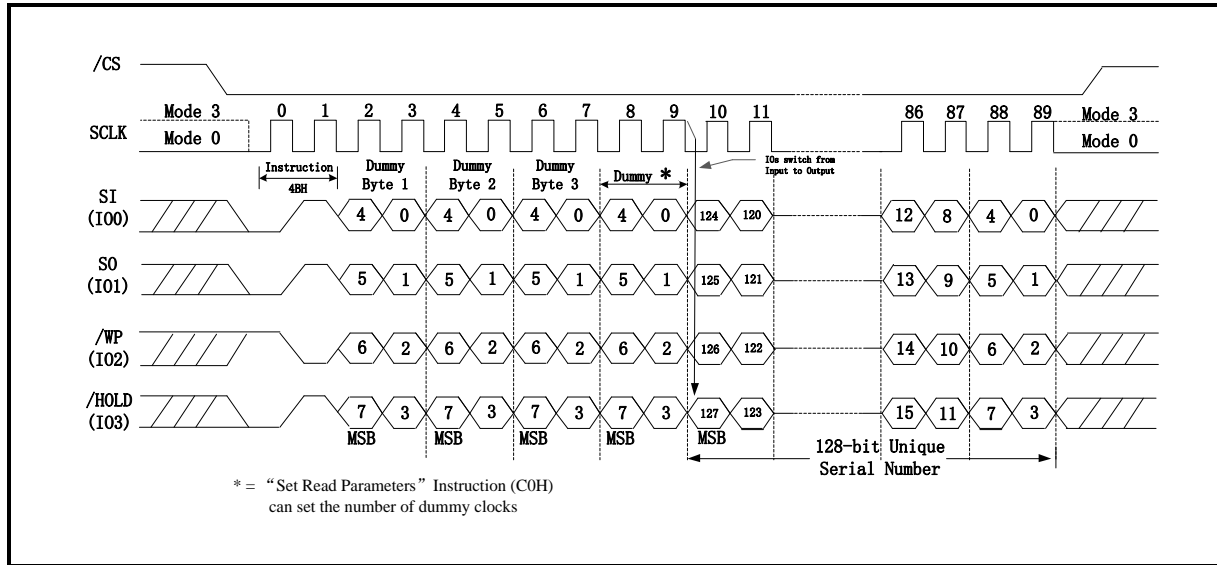 /CS
Mode 3 0 1 2 3 4 5 6 7 8 9 10 11 86 87 88 89 Mode 3
SCLK Mode 0 Mode 0
Instruction Dummy Dummy Dummy Dummy * IOs switch from
4BH Byte 1 Byte 2 Byte 3 Input to Output
SI
(IO0) 4 0 4 0 4 0 4 0 124 120 12 8 4 0
SO
(IO1) 5 1 5 1 5 1 5 1 125 121 13 9 5 1
/WP
(IO2) 6 2 6 2 6 2 6 2 126 122 14 10 6 2
/HOLD
(IO3) 7 3 7 3 7 3 7 3 127 123 15 11 7 3
MSB MSB MSB MSB MSB
128-bit Unique
Serial Number
* = “Set Read Parameters” Instruction (C0H)
can set the number of dummy clocks